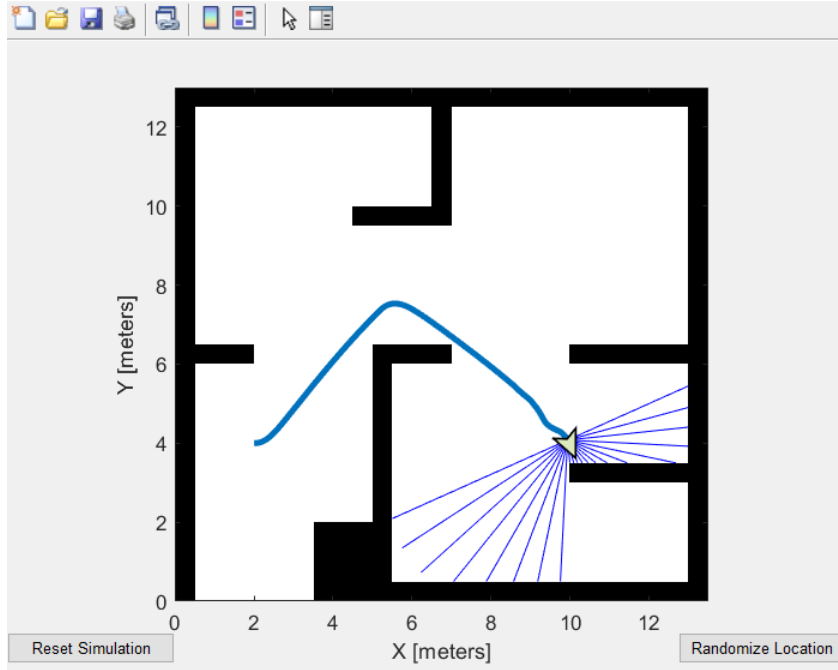 12
10
8
6
4
2
0
Y [meters]
0 2 4 6 8 10 12
X [meters]
Reset Simulation
Randomize Location